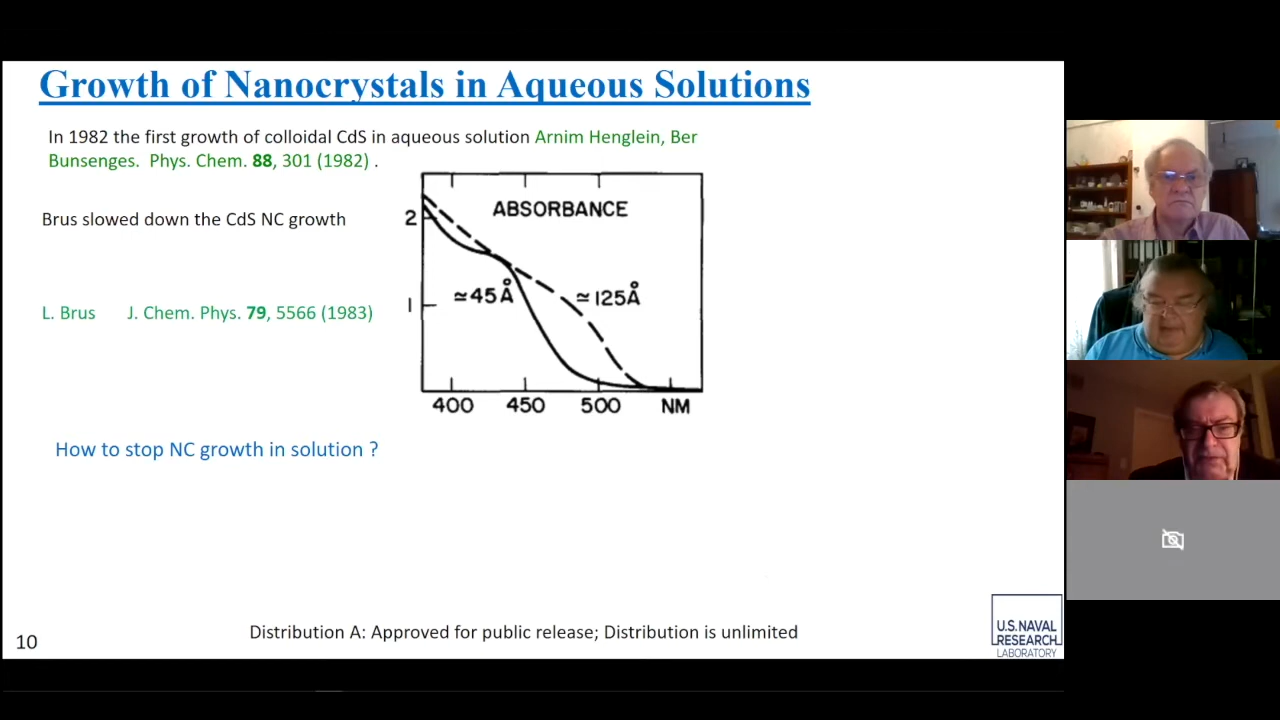 Growth of Nanocrystals in Aqueous Solutions
In 1982 the first growth of colloidal CdS in aqueous solution Arnim Henglein, Ber
Bunsenges. Phys. Chem. 88, 301 (1982) .
Brus slowed down the CdS NC growth
L. Brus J. Chem. Phys. 79, 5566 (1983)
ABSORBANCE
2
1
≃45Å
≃125Å
400 450 500 NM
How to stop NC growth in solution ?
Distribution A: Approved for public release; Distribution is unlimited
10
U.S. NAVAL
RESEARCH
LABORATORY